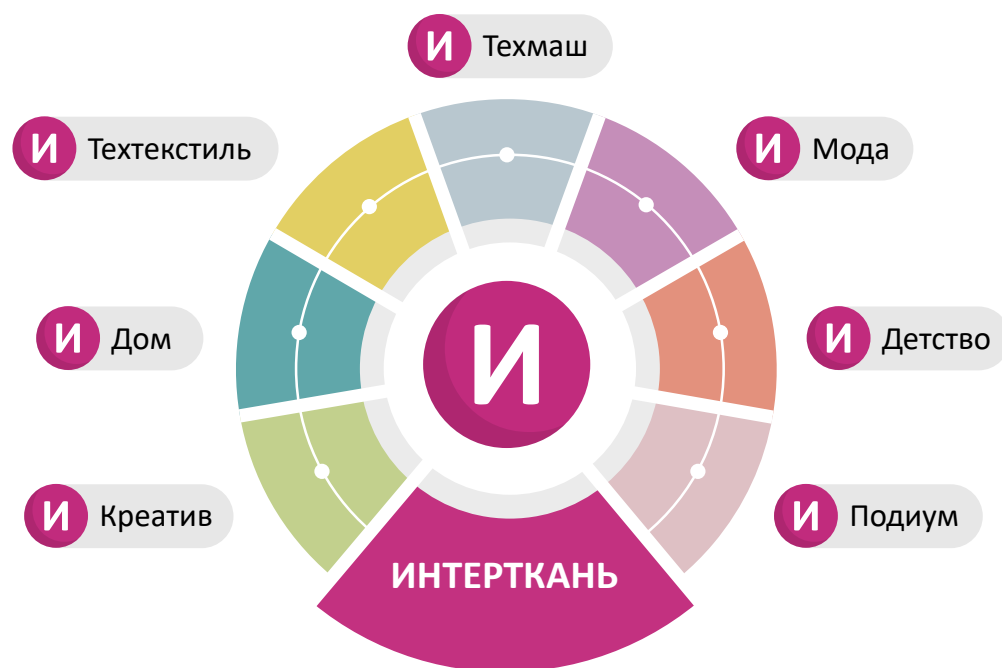 И Техмаш
И Техтекстиль
И Мода
И Дом
И
И Детство
И Креатив
И Подиум
ИНТЕРТКАНЬ